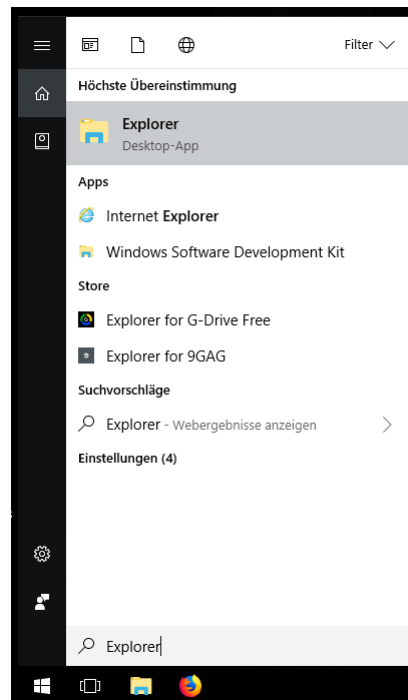 Filter
Höchste Übereinstimmung
Explorer
Desktop-App
Apps
Internet Explorer
Windows Software Development Kit
Store
Explorer for G-Drive Free
Explorer for 9GAG
Suchvorschläge
Explorer - Webergebnisse anzeigen
Einstellungen (4)
Explorer